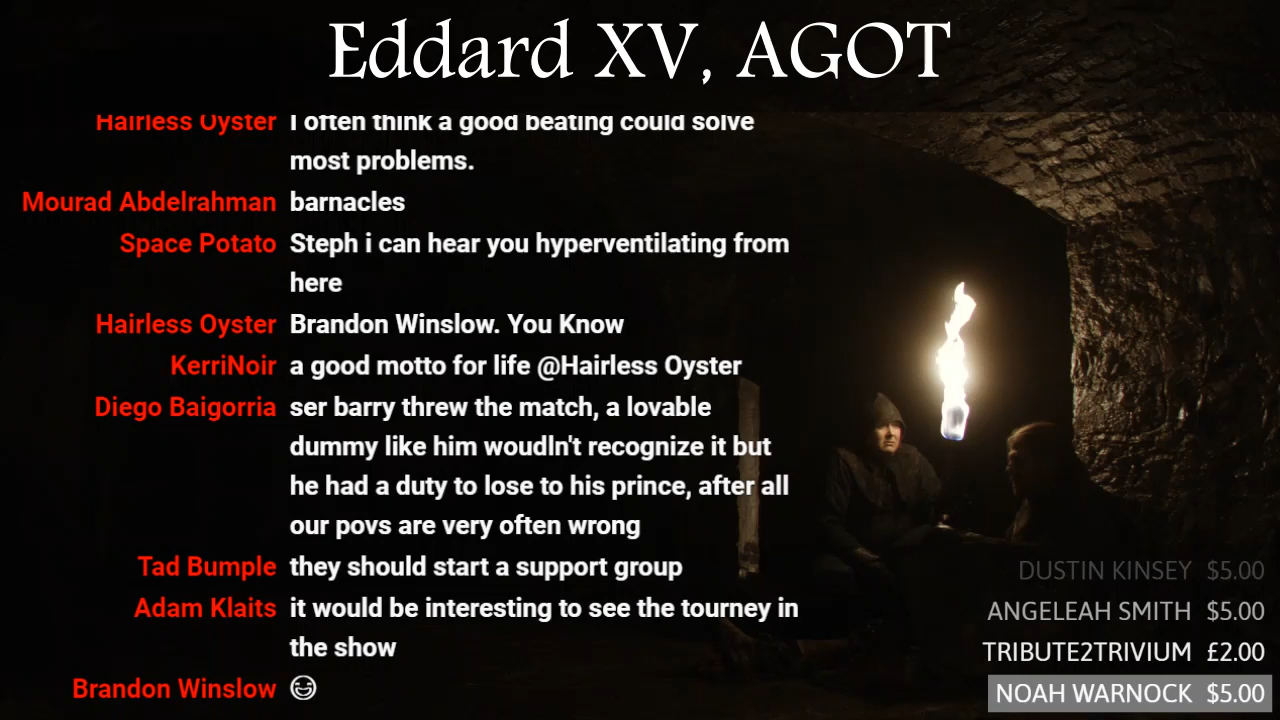 Eddard XV, AGOT
Hairless Oyster I often think a good beating could solve
most problems.
Mourad Abdelrahman barnacles
Space Potato Steph i can hear you hyperventilating from
here
Hairless Oyster Brandon Winslow. You Know
KerriNoir a good motto for life @Hairless Oyster
Diego Baigorria ser barry threw the match, a lovable
dummy like him woudln't recognize it but
he had a duty to lose to his prince, after all
our povs are very often wrong
Tad Bumple they should start a support group
Adam Klaits it would be interesting to see the tourney in
the show
Brandon Winslow 😅
DUSTIN KINSEY $5.00
ANGELEAH SMITH $5.00
TRIBUTE2TRIVIUM £2.00
NOAH WARNOCK $5.00